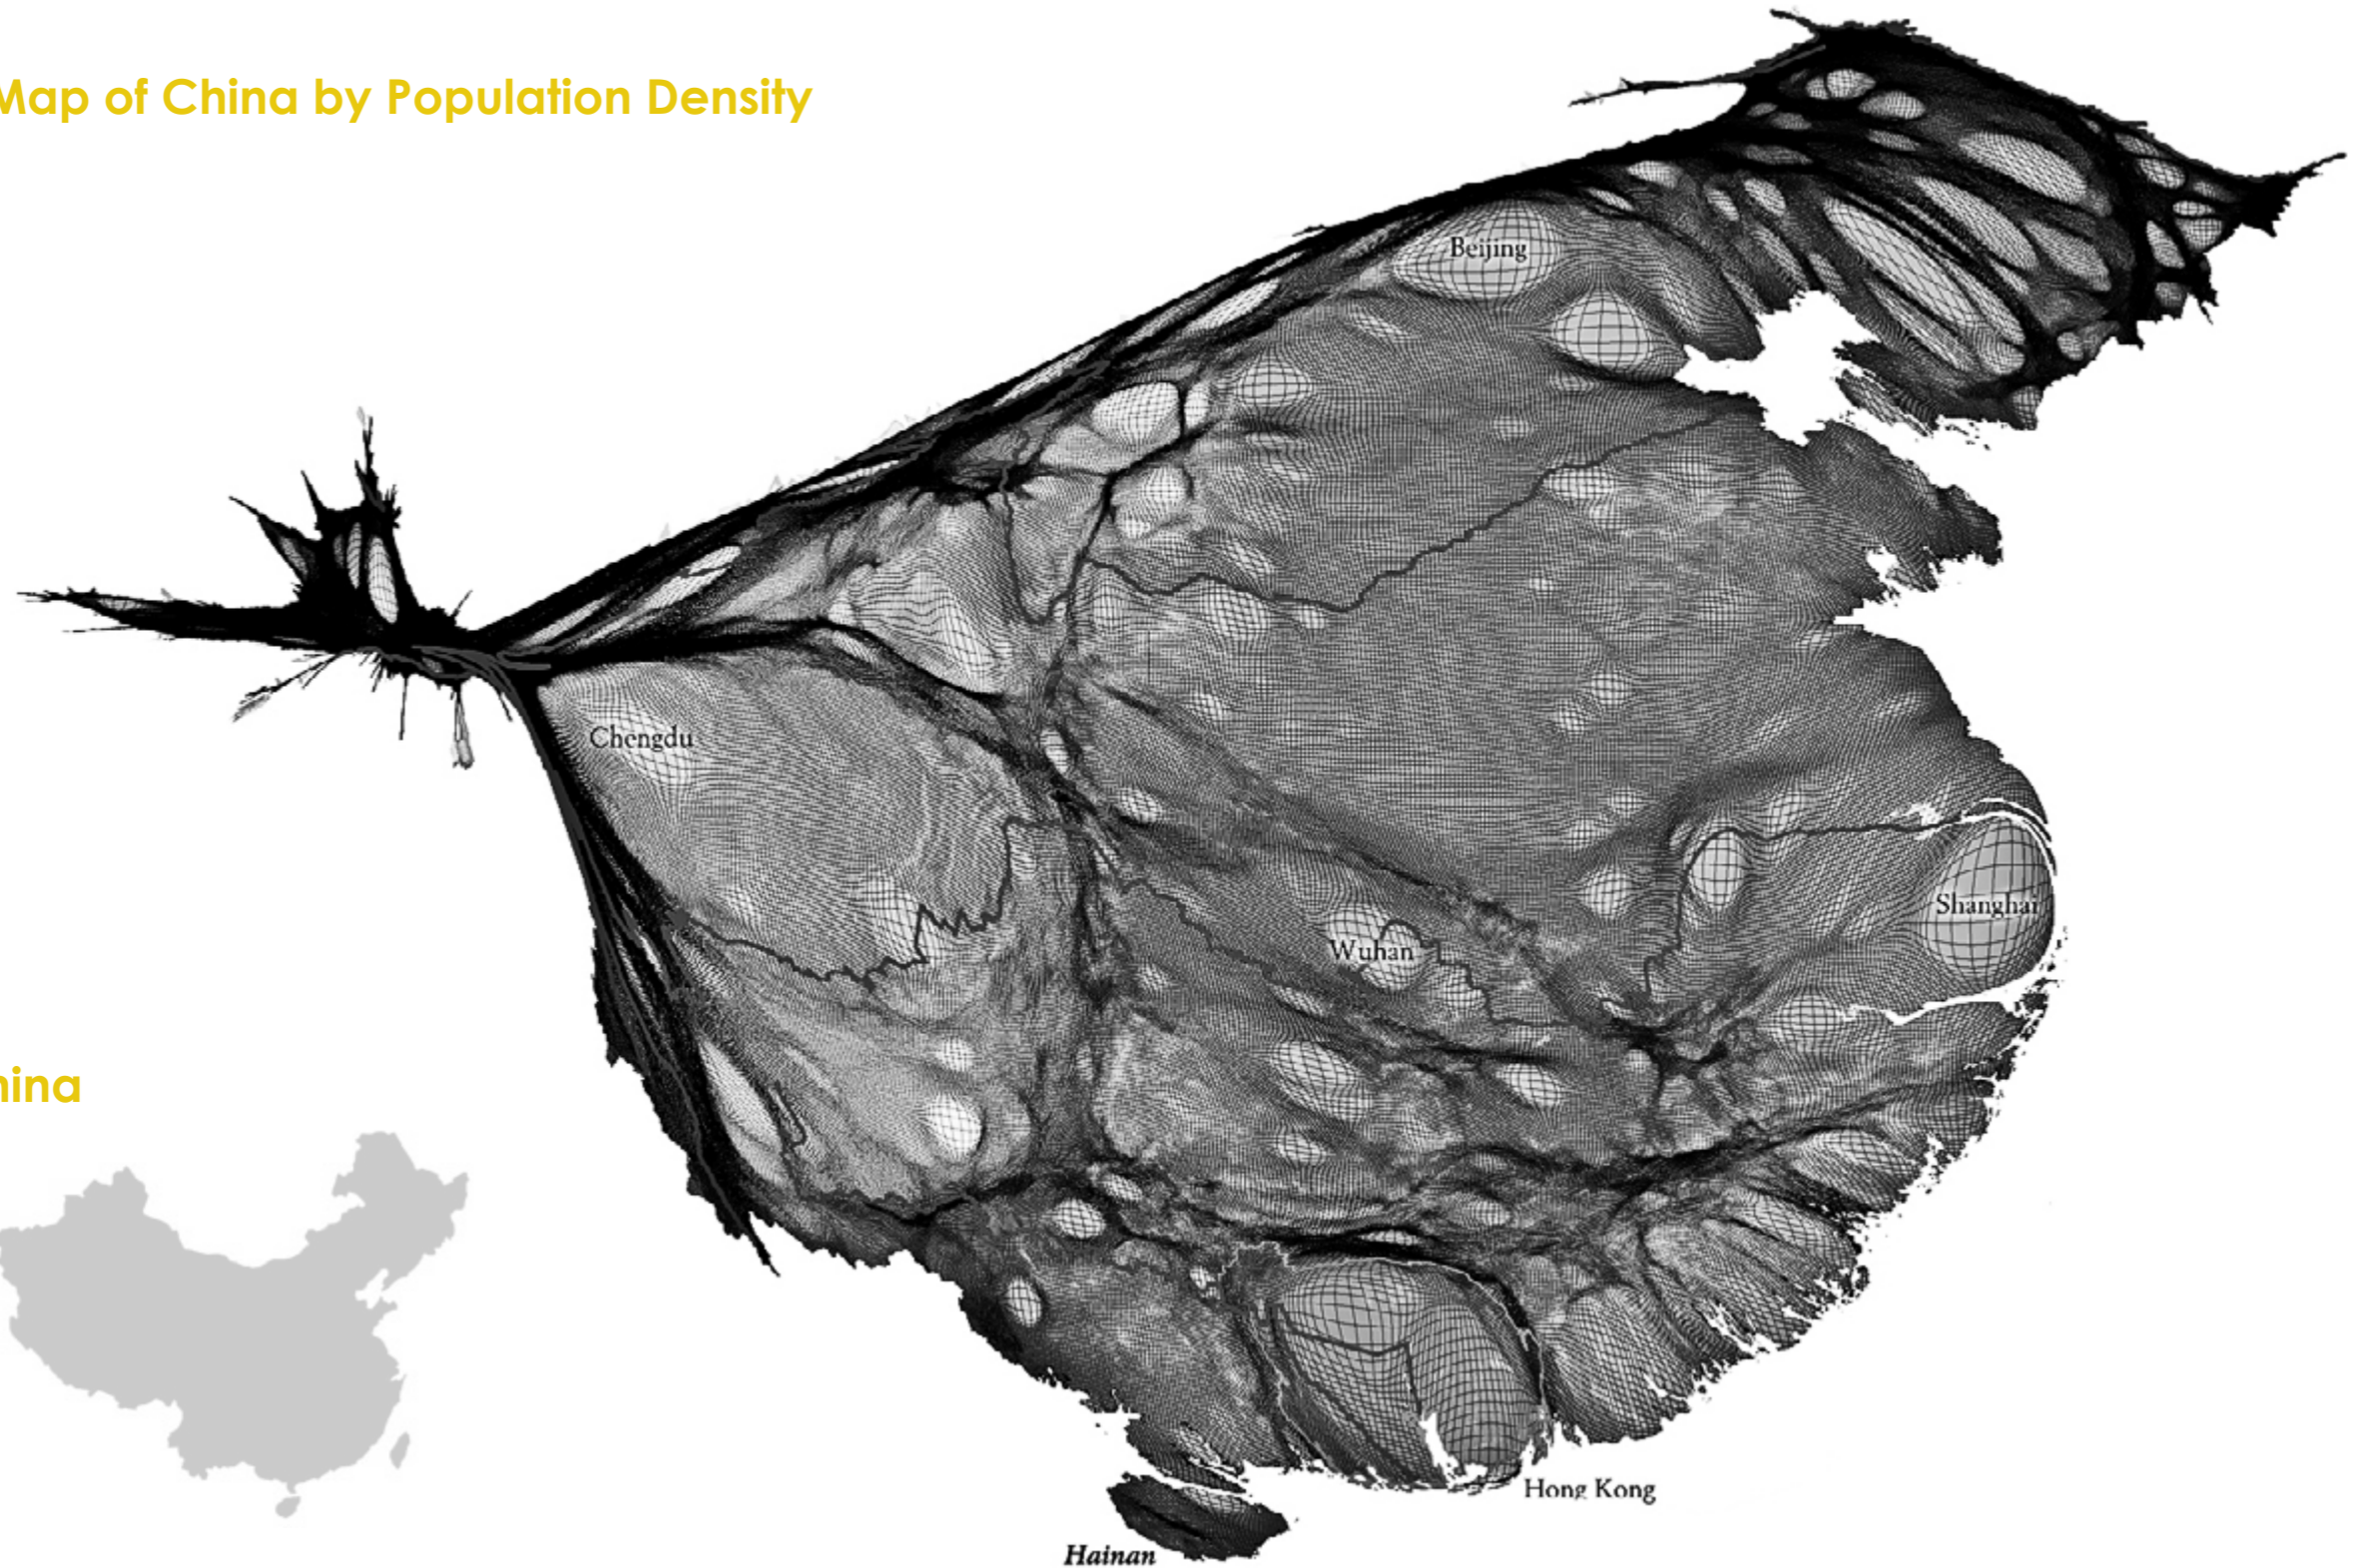 Map of China by Population Density
Beijing
Chengdu
Shanghai
Wuhan
hina
Hong Kong
Hainan